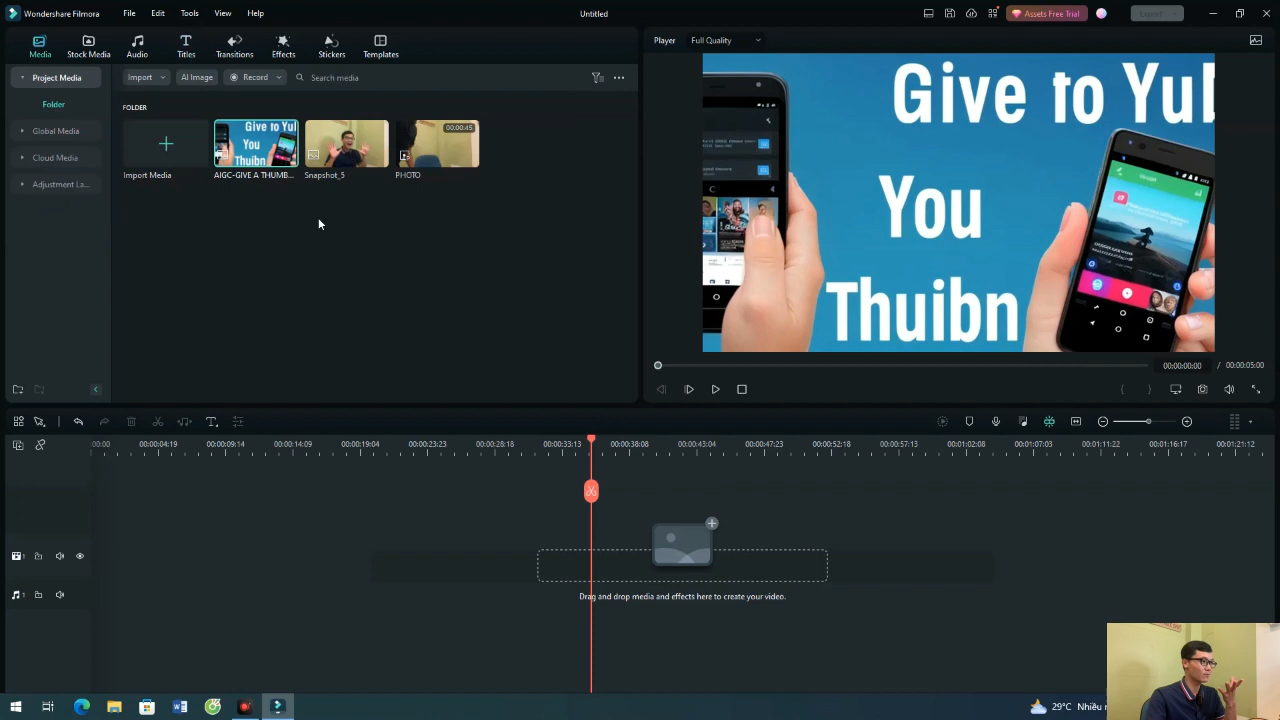 Wondershare Filmora
File
Edit
Tools
View
Help
Untitled
Assets Free Trial
Export
Media
Stock Media
Audio
Titles
Transitions
Effects
Stickers
Templates
Player
Full Quality
Project Media
Import
AI Image
Record
Search media
Folder
FOLDER
Global Media
Cloud Media
Adjustment La...
00:00:45
Import Media
AIGC-GIVE A THUMB...
Snapshot_5
PHOTO
Give to Yul
You
Thuibn
Give to Yul
You
Thuibn
00:00:00:00 / 00:00:05:00
00:00
00:00:04:19
00:00:09:14
00:00:14:09
00:00:19:04
00:00:23:23
00:00:28:18
00:00:33:13
00:00:38:08
00:00:43:04
00:00:47:23
00:00:52:18
00:00:57:13
00:01:02:08
00:01:07:03
00:01:11:22
00:01:16:17
00:01:21:12
1
Drag and drop media and effects here to create your video.
1
29°C Nhiều